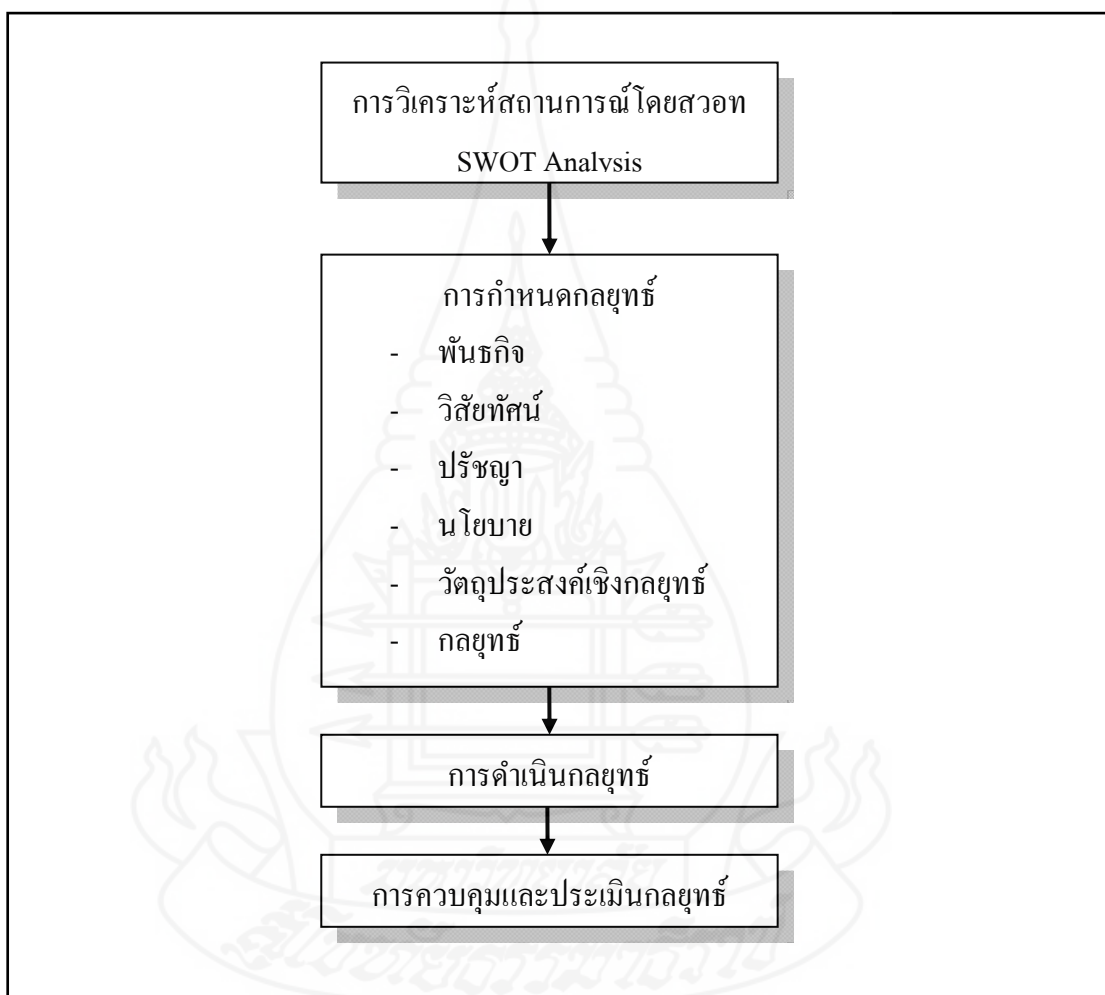 การวิเคราะห์สถานการณ์โดยสวอท
SWOT Analysis
การกำหนดกลยุทธ์
- พันธกิจ
- วิสัยทัศน์
- ปรัชญา
- นโยบาย
- วัตถุประสงค์เชิงกลยุทธ์
- กลยุทธ์
การดำเนินกลยุทธ์
การควบคุมและประเมินกลยุทธ์